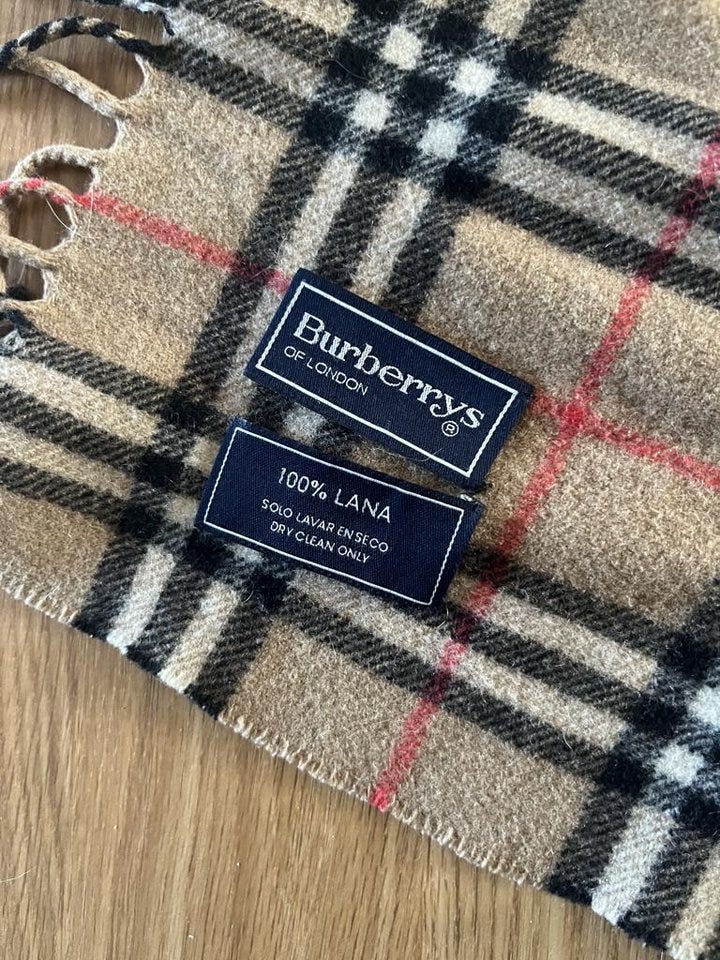 Burberrys
OF LONDON ®
100% LANA
SOLO LAVAR EN SECO
DRY CLEAN ONLY